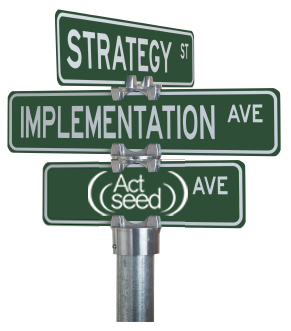 STRATEGY ST
IMPLEMENTATION AVE
Act
seed AVE